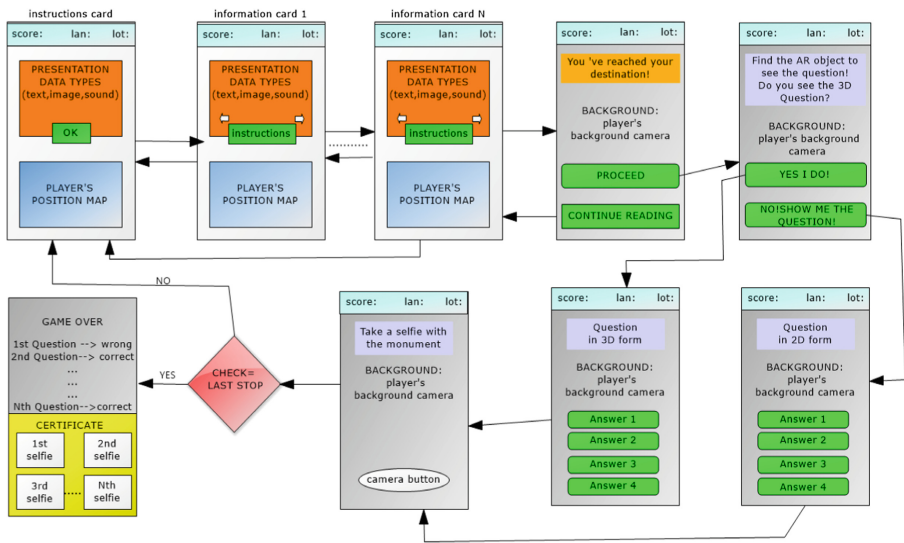 instructions card
information card 1
information card N
score: lan: lot:
score: lan: lot:
score: lan: lot:
score: lan: lot:
score: lan: lot:
PRESENTATION
DATA TYPES
(text,image,sound)
OK
PLAYER'S
POSITION MAP
PRESENTATION
DATA TYPES
(text,image,sound)
instructions
PLAYER'S
POSITION MAP
..........
PRESENTATION
DATA TYPES
(text,image,sound)
instructions
PLAYER'S
POSITION MAP
You 've reached your
destination!
BACKGROUND:
player's
background camera
PROCEED
CONTINUE READING
Find the AR object to
see the question!
Do you see the 3D
Question?
BACKGROUND:
player's background
camera
YES I DO!
NO!SHOW ME THE
QUESTION!
NO
GAME OVER
1st Question --> wrong
2nd Question--> correct
...
...
...
Nth Question-->correct
CERTIFICATE
1st
selfie
2nd
selfie
3rd
selfie
.....
Nth
selfie
YES
CHECK=
LAST STOP
score: lan: lot:
Take a selfie with
the monument
BACKGROUND:
player's
background camera
camera button
score: lan: lot:
Question
in 3D form
BACKGROUND:
player's
background camera
Answer 1
Answer 2
Answer 3
Answer 4
score: lan: lot:
Question
in 2D form
BACKGROUND:
player's
background camera
Answer 1
Answer 2
Answer 3
Answer 4